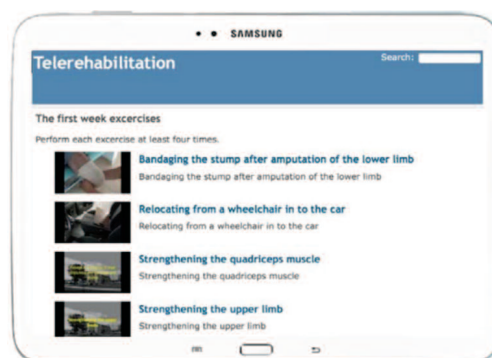 SAMSUNG
Telerehabilitation
Search:
The first week excercises
Perform each excercise at least four times.
Bandaging the stump after amputation of the lower limb
Bandaging the stump after amputation of the lower limb
Relocating from a wheelchair in to the car
Relocating from a wheelchair in to the car
Strengthening the quadriceps muscle
Strengthening the quadriceps muscle
Strengthening the upper limb
Strengthening the upper limb